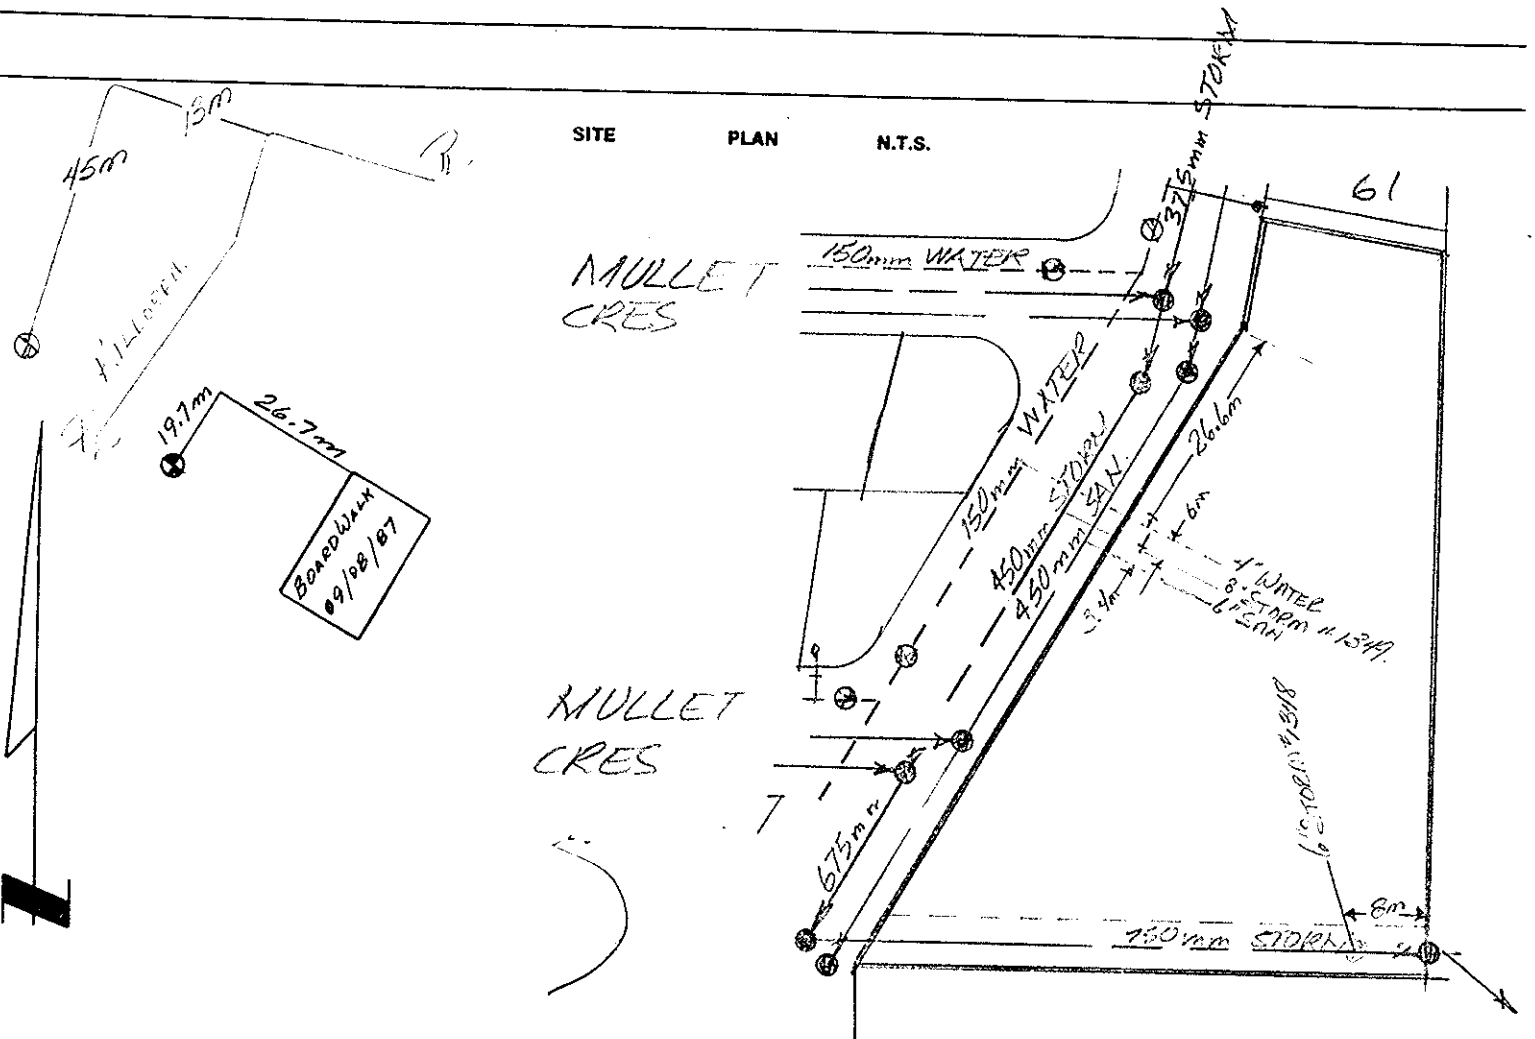 SITE PLAN N.T.S.
13m
45m
19.7m
26.7m
BOARDWALK
09/08/87
MULLET
CRES
150mm WATER
375mm STORM
61
150mm WATER
450mm STORM
450mm SAN.
26.6m
6m
3.4m
4" WATER
8" STORM
6" SAN
MULLET
CRES
675mm
8m
750mm STORM